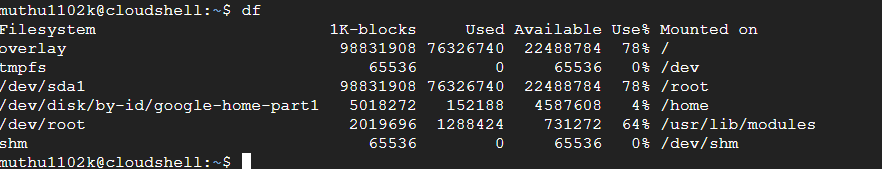 muthu1102k@cloudshell:~$ df
Filesystem 1K-blocks Used Available Use% Mounted on
overlay 98831908 76326740 22488784 78% /
tmpfs 65536 0 65536 0% /dev
/dev/sda1 98831908 76326740 22488784 78% /root
/dev/disk/by-id/google-home-part1 5018272 152188 4587608 4% /home
/dev/root 2019696 1288424 731272 64% /usr/lib/modules
shm 65536 0 65536 0% /dev/shm
muthu1102k@cloudshell:~$